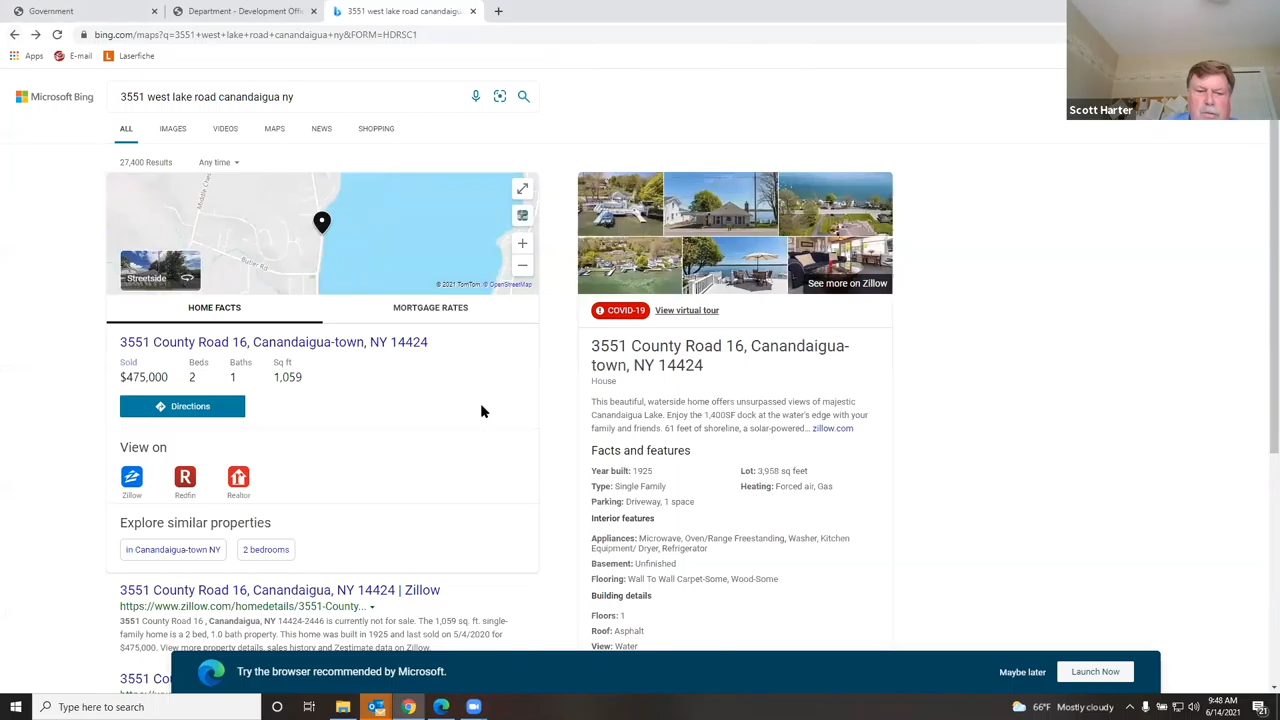 Government
Department - Development Offi
3551 west lake road canandaigua
bing.com/maps?q=3551+west+lake+road+canandaigua+ny&FORM=HDRSC1
Apps
E-mail
Laserfiche
Scott Harter
Microsoft Bing
3551 west lake road canandaigua ny
ALL IMAGES VIDEOS MAPS NEWS SHOPPING
27,400 Results Any time
Butler Rd
Streetside
© 2021 TomTom, © OpenStreetMap
HOME FACTS MORTGAGE RATES
3551 County Road 16, Canandaigua-town, NY 14424
Sold Beds Baths Sq ft
$475,000 2 1 1,059
Directions
View on
Zillow Redfin Realtor
Explore similar properties
in Canandaigua-town NY 2 bedrooms
3551 County Road 16, Canandaigua, NY 14424 | Zillow
https://www.zillow.com/homedetails/3551-County...
3551 County Road 16 , Canandaigua, NY 14424-2446 is currently not for sale. The 1,059 sq. ft. single-
family home is a 2 bed, 1.0 bath property. This home was built in 1925 and last sold on 5/4/2020 for
$475,000. View more property details, sales history and Zestimate data on Zillow.
3551 Co
See more on Zillow
COVID-19 View virtual tour
3551 County Road 16, Canandaigua-
town, NY 14424
House
This beautiful, waterside home offers unsurpassed views of majestic
Canandaigua Lake. Enjoy the 1,400SF dock at the water's edge with your
family and friends. 61 feet of shoreline, a solar-powered... zillow.com
Facts and features
Year built: 1925 Lot: 3,958 sq feet
Type: Single Family Heating: Forced air, Gas
Parking: Driveway, 1 space
Interior features
Appliances: Microwave, Oven/Range Freestanding, Washer, Kitchen
Equipment/ Dryer, Refrigerator
Basement: Unfinished
Flooring: Wall To Wall Carpet-Some, Wood-Some
Building details
Floors: 1
Roof: Asphalt
View: Water
Try the browser recommended by Microsoft.
Maybe later Launch Now
Type here to search
66°F Mostly cloudy
9:48 AM
6/14/2021
21